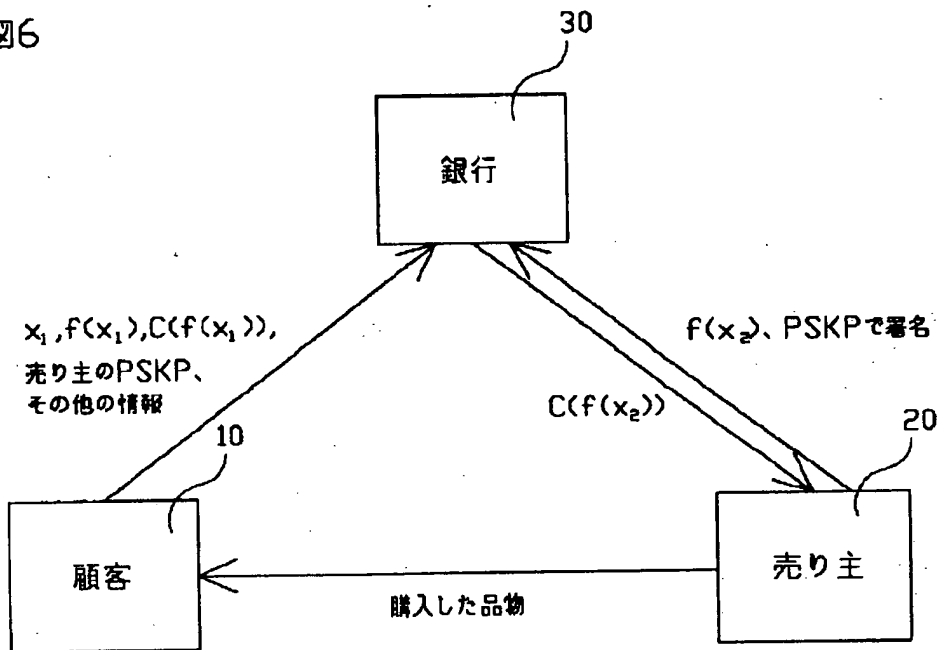 図6
30
銀行
x₁,f(x₁),C(f(x₁)),
売り主のPSKP、
その他の情報
f(x₂)、PSKPで署名
C(f(x₂))
10
20
顧客
売り主
購入した品物